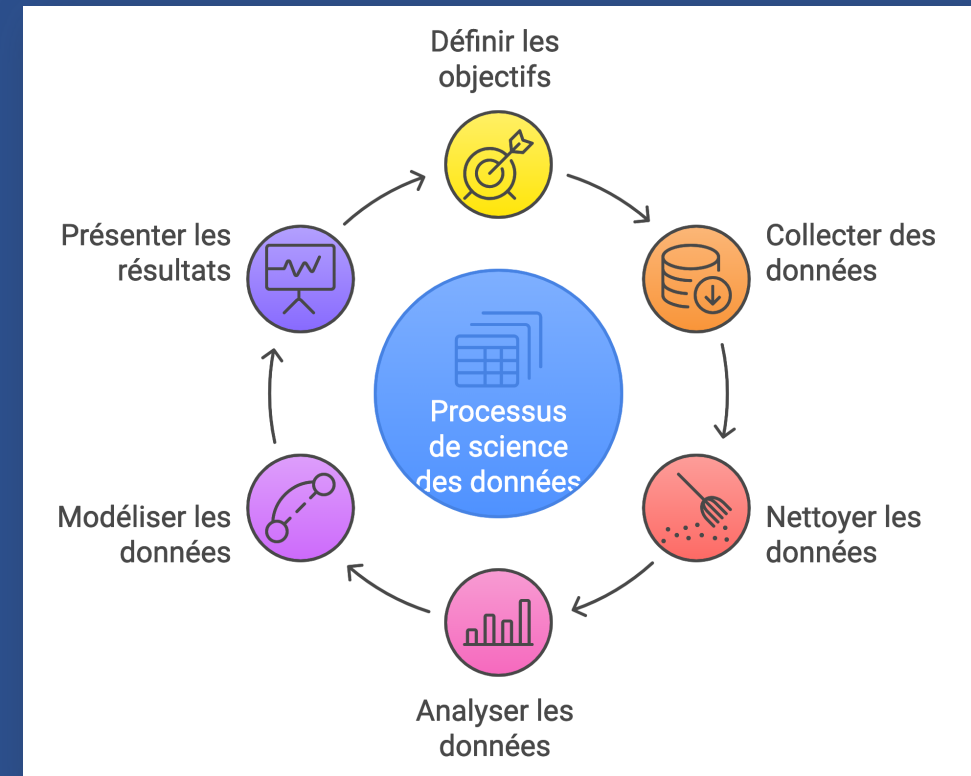 Définir les
objectifs
Collecter des
données
Nettoyer les
données
Analyser les
données
Modéliser les
données
Présenter les
résultats
Processus
de science
des données